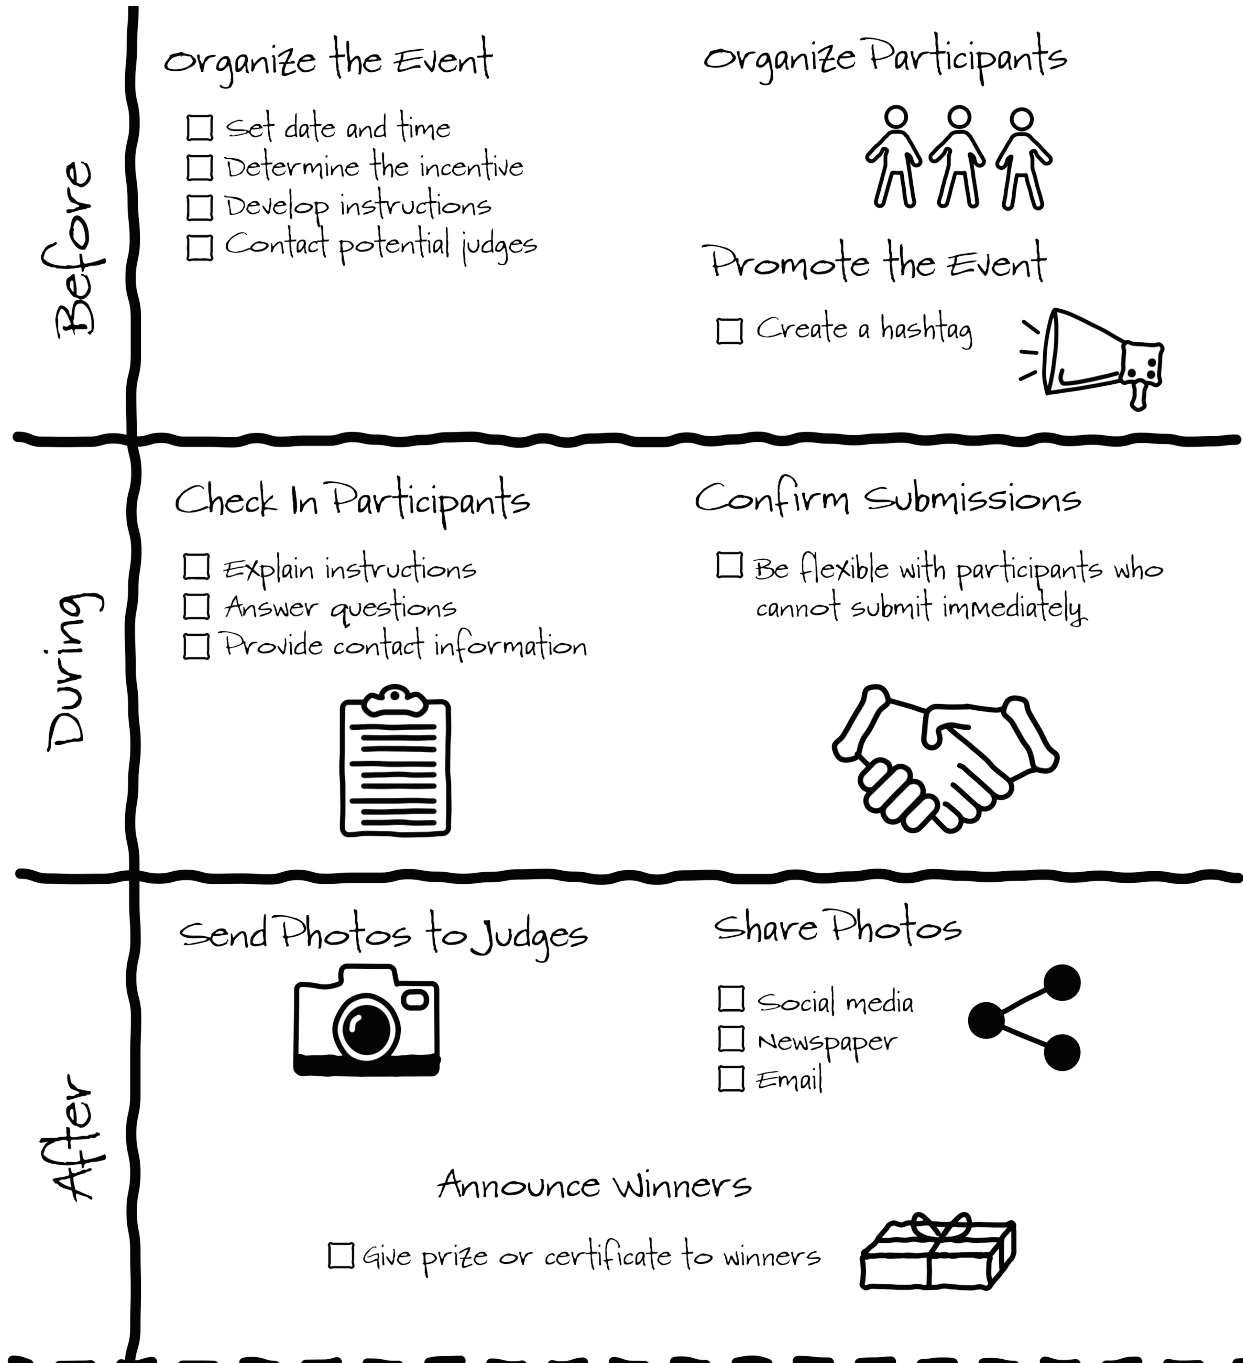 Before
Organize the Event
Set date and time
Determine the incentive
Develop instructions
Contact potential judges
Organize Participants
Promote the Event
Create a hashtag
During
Check In Participants
Explain instructions
Answer questions
Provide contact information
Confirm Submissions
Be flexible with participants who
cannot submit immediately
After
Send Photos to Judges
Share Photos
Social media
Newspaper
Email
Announce Winners
Give prize or certificate to winners